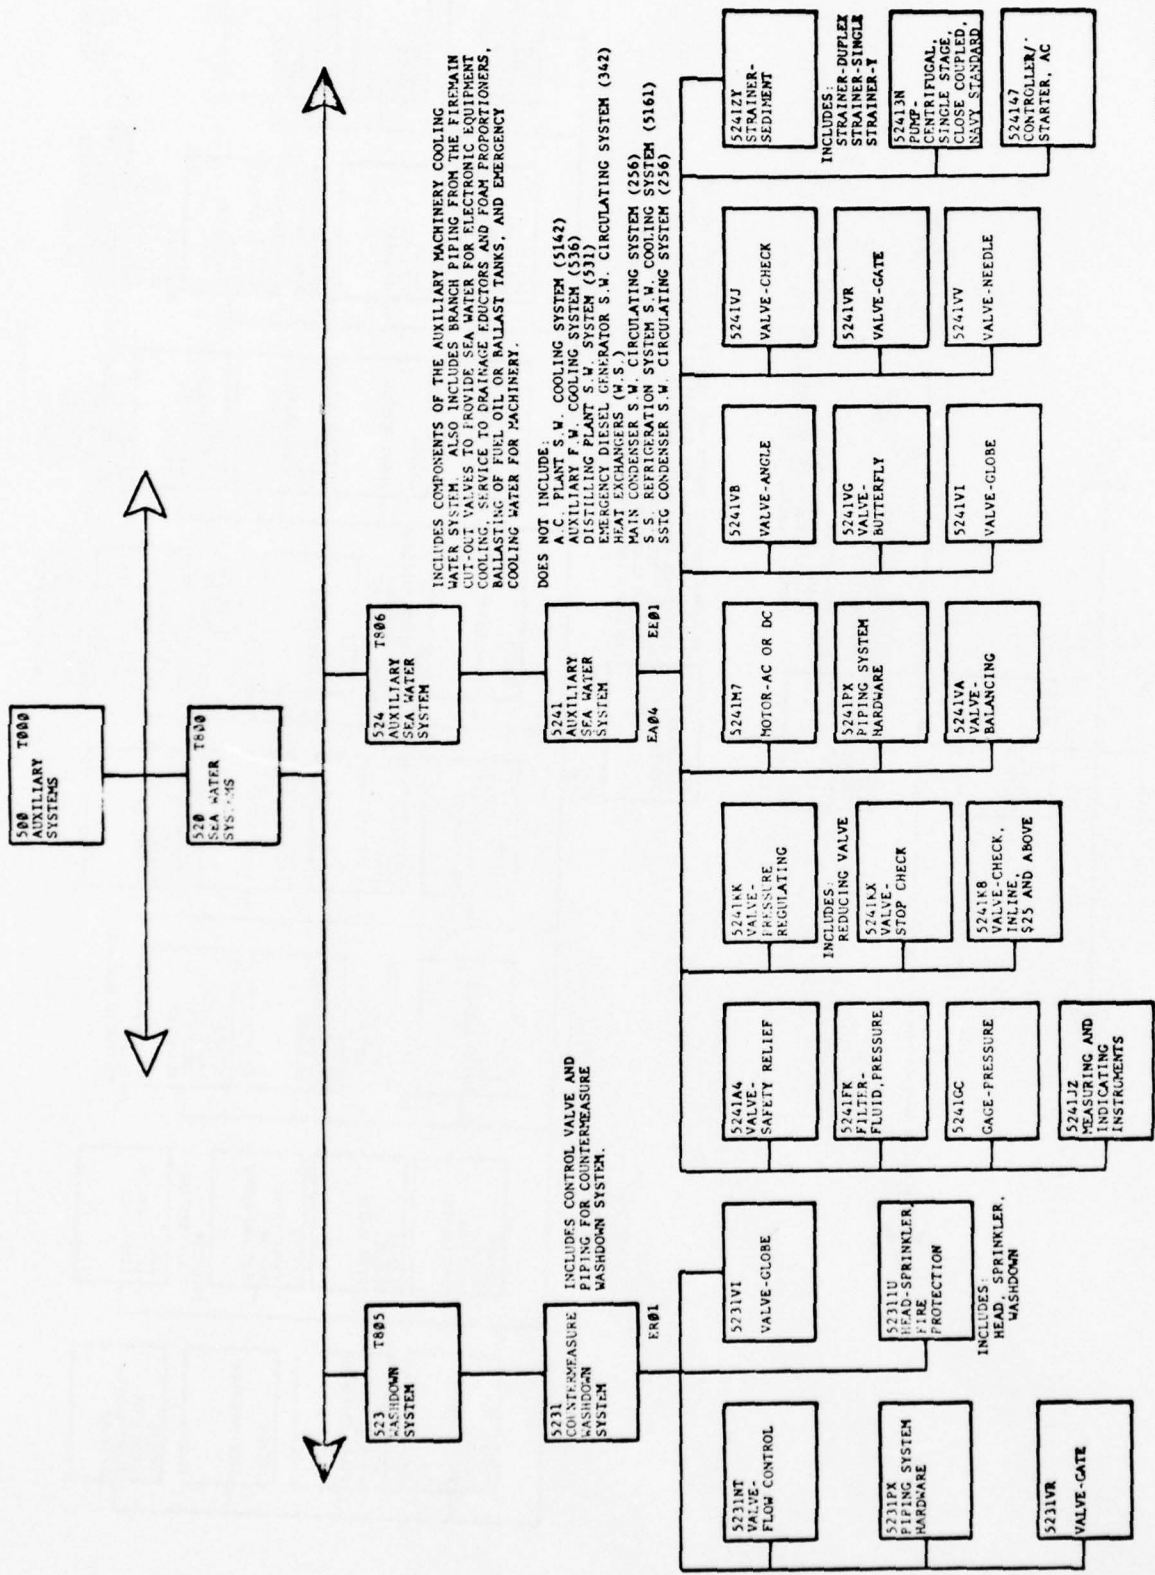 500 T000
AUXILIARY
SYSTEMS
520 T800
SEA WATER
SYSTEMS
523 T805
WASHDOWN
SYSTEM
524 T806
AUXILIARY
SEA WATER
SYSTEM
INCLUDES COMPONENTS OF THE AUXILIARY MACHINERY COOLING
WATER SYSTEM. ALSO INCLUDES BRANCH PIPING FROM THE FIREMAIN
CUT-OUT VALVES TO PROVIDE SEA WATER FOR ELECTRONIC EQUIPMENT
COOLING, SERVICE TO DRAINAGE EDUCTORS AND FOAM PROPORTIONERS,
BALLASTING OF FUEL OIL OR BALLAST TANKS, AND EMERGENCY
COOLING WATER FOR MACHINERY.
DOES NOT INCLUDE:
A.C. PLANT S.W. COOLING SYSTEM (5142)
AUXILIARY F.W. COOLING SYSTEM (536)
DISTILLING PLANT S.W. SYSTEM (531)
EMERGENCY DIESEL GENERATOR S.W. CIRCULATING SYSTEM (342)
HEAT EXCHANGERS (W.S.)
MAIN CONDENSER S.W. CIRCULATING SYSTEM (256)
S.S. REFRIGERATION SYSTEM S.W. COOLING SYSTEM (5161)
SSTG CONDENSER S.W. CIRCULATING SYSTEM (256)
5231
COUNTERMEASURE
WASHDOWN
SYSTEM
ER01
INCLUDES CONTROL VALVE AND
PIPING FOR COUNTERMEASURE
WASHDOWN SYSTEM.
5241
AUXILIARY
SEA WATER
SYSTEM
EA04 EE01
5231NT
VALVE-
FLOW CONTROL
5231PX
PIPING SYSTEM
HARDWARE
5231VR
VALVE-GATE
5231VI
VALVE-GLOBE
52311U
HEAD-SPRINKLER,
FIRE
PROTECTION
INCLUDES:
HEAD, SPRINKLER,
WASHDOWN
5241A4
VALVE-
SAFETY RELIEF
5241FK
FILTER-
FLUID,PRESSURE
5241GC
GAGE-PRESSURE
5241JZ
MEASURING AND
INDICATING
INSTRUMENTS
5241KK
VALVE-
PRESSURE
REGULATING
INCLUDES:
REDUCING VALVE
5241KX
VALVE-
STOP CHECK
5241K8
VALVE-CHECK,
INLINE,
$25 AND ABOVE
5241M7
MOTOR-AC OR DC
5241PX
PIPING SYSTEM
HARDWARE
5241VA
VALVE-
BALANCING
5241VB
VALVE-ANGLE
5241VG
VALVE-
BUTTERFLY
5241VI
VALVE-GLOBE
5241VJ
VALVE-CHECK
5241VR
VALVE-GATE
5241VV
VALVE-NEEDLE
5241ZY
STRAINER-
SEDIMENT
INCLUDES:
STRAINER-DUPLEX
STRAINER-SINGLE
STRAINER-Y
52413N
PUMP-
CENTRIFUGAL,
SINGLE STAGE,
CLOSE COUPLED,
NAVY STANDARD
524147
CONTROLLER/
STARTER, AC